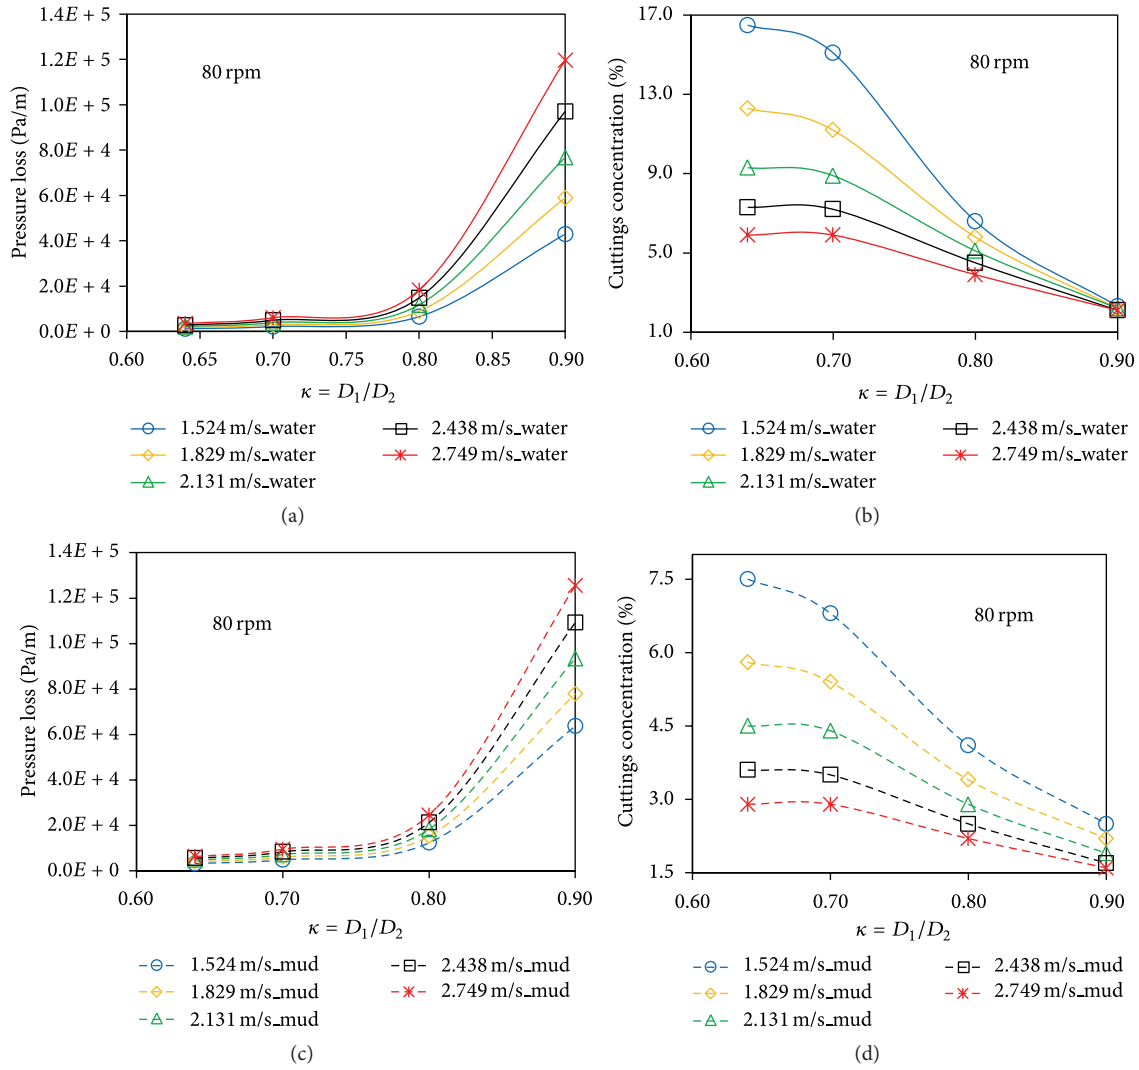 1.4E + 5
1.2E + 5
1.0E + 5
8.0E + 4
6.0E + 4
4.0E + 4
2.0E + 4
0.0E + 0
Pressure loss (Pa/m)
80 rpm
0.60 0.65 0.70 0.75 0.80 0.85 0.90
κ = D₁/D₂
1.524 m/s_water
1.829 m/s_water
2.131 m/s_water
2.438 m/s_water
2.749 m/s_water
(a)
17.0
13.0
9.0
5.0
1.0
Cuttings concentration (%)
80 rpm
0.60 0.70 0.80 0.90
κ = D₁/D₂
1.524 m/s_water
1.829 m/s_water
2.131 m/s_water
2.438 m/s_water
2.749 m/s_water
(b)
1.4E + 5
1.2E + 5
1.0E + 5
8.0E + 4
6.0E + 4
4.0E + 4
2.0E + 4
0.0E + 0
Pressure loss (Pa/m)
80 rpm
0.60 0.70 0.80 0.90
κ = D₁/D₂
1.524 m/s_mud
1.829 m/s_mud
2.131 m/s_mud
2.438 m/s_mud
2.749 m/s_mud
(c)
7.5
6.0
4.5
3.0
1.5
Cuttings concentration (%)
80 rpm
0.60 0.70 0.80 0.90
κ = D₁/D₂
1.524 m/s_mud
1.829 m/s_mud
2.131 m/s_mud
2.438 m/s_mud
2.749 m/s_mud
(d)